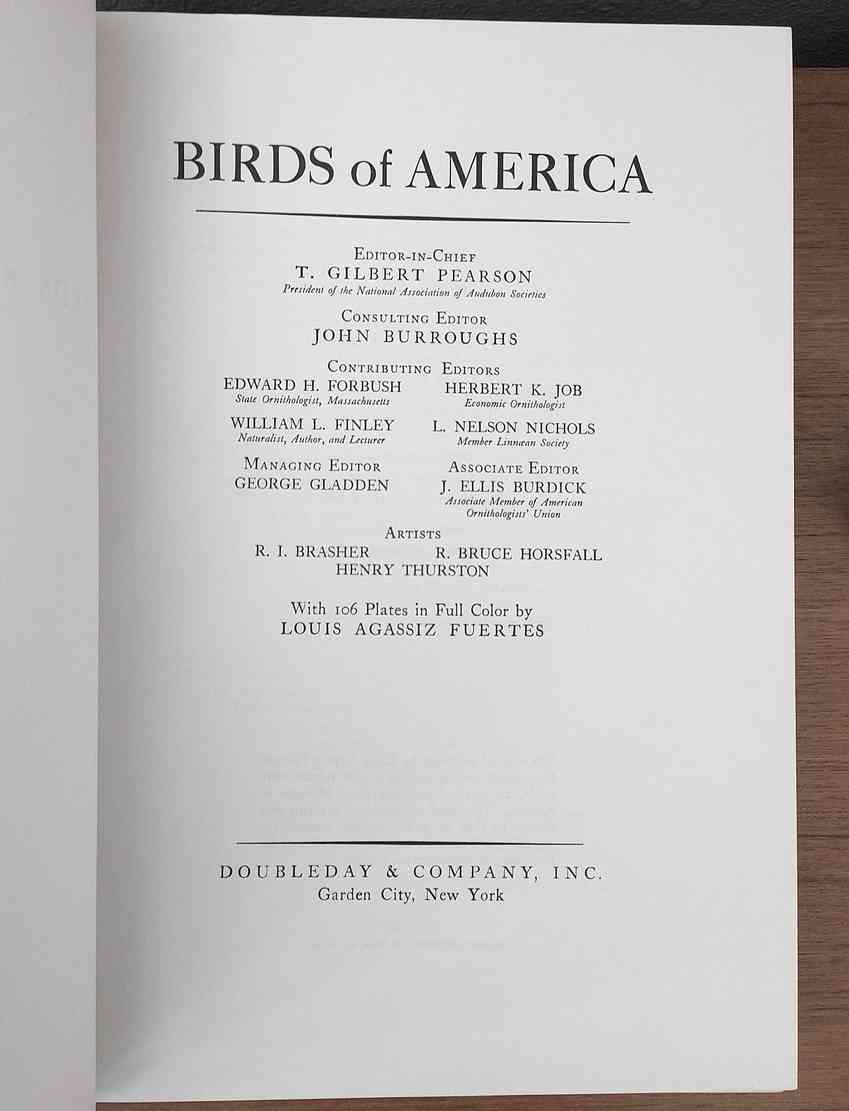 BIRDS of AMERICA
EDITOR-IN-CHIEF
T. GILBERT PEARSON
President of the National Association of Audubon Societies
CONSULTING EDITOR
JOHN BURROUGHS
CONTRIBUTING EDITORS
EDWARD H. FORBUSH HERBERT K. JOB
State Ornithologist, Massachusetts Economic Ornithologist
WILLIAM L. FINLEY L. NELSON NICHOLS
Naturalist, Author, and Lecturer Member Linnæan Society
MANAGING EDITOR ASSOCIATE EDITOR
GEORGE GLADDEN J. ELLIS BURDICK
Associate Member of American
Ornithologists' Union
ARTISTS
R. I. BRASHER R. BRUCE HORSFALL
HENRY THURSTON
With 106 Plates in Full Color by
LOUIS AGASSIZ FUERTES
DOUBLEDAY & COMPANY, INC.
Garden City, New York